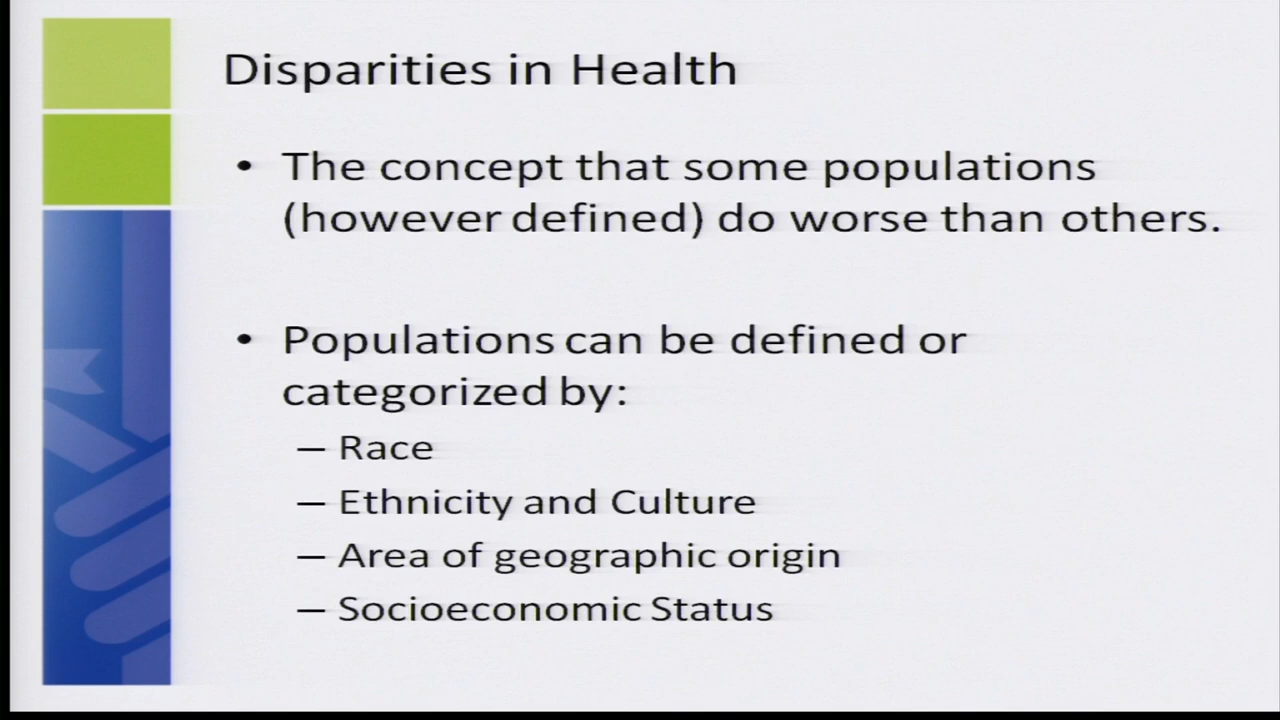 Disparities in Health
• The concept that some populations
(however defined) do worse than others.
• Populations can be defined or
categorized by:
– Race
– Ethnicity and Culture
– Area of geographic origin
– Socioeconomic Status